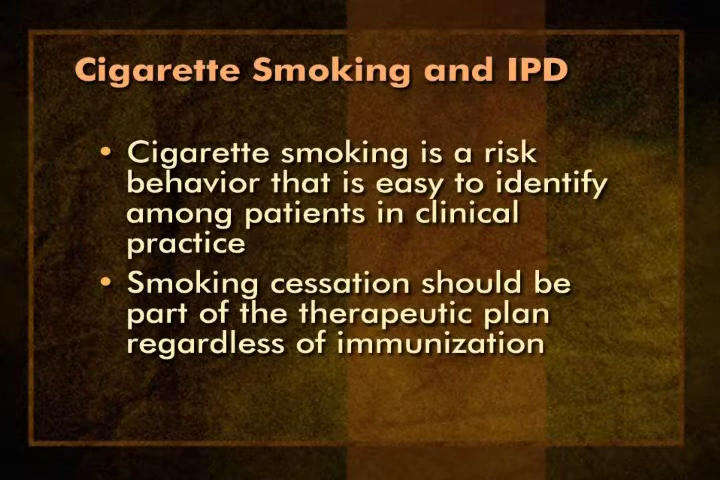 Cigarette Smoking and IPD
• Cigarette smoking is a risk
behavior that is easy to identify
among patients in clinical
practice
• Smoking cessation should be
part of the therapeutic plan
regardless of immunization